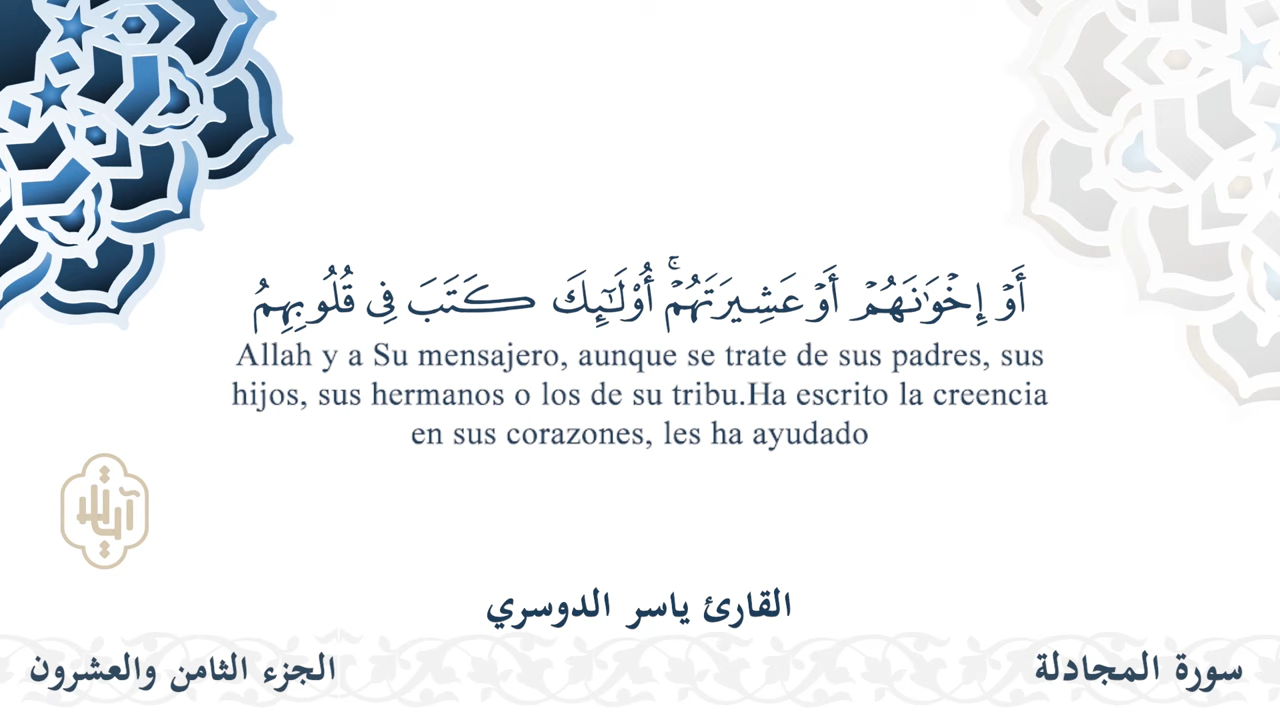 أَوۡ إِخۡوَٰنَهُمۡ أَوۡ عَشِيرَتَهُمۡۚ أُوْلَٰٓئِكَ كَتَبَ فِي قُلُوبِهِمُ
Allah y a Su mensajero, aunque se trate de sus padres, sus
hijos, sus hermanos o los de su tribu.Ha escrito la creencia
en sus corazones, les ha ayudado
القارئ ياسر الدوسري
سورة المجادلة
الجزء الثامن والعشرون